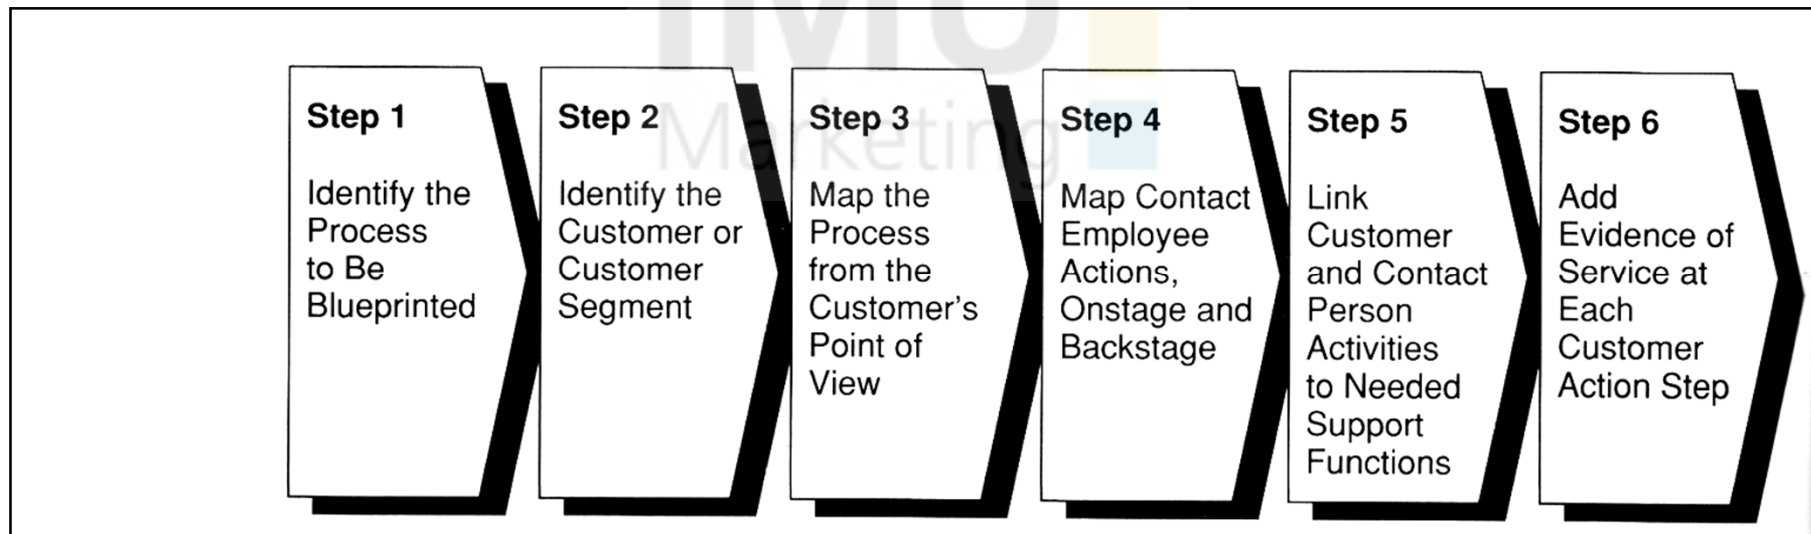 IMU
Marketing
Step 1
Identify the
Process
to Be
Blueprinted
Step 2
Identify the
Customer or
Customer
Segment
Step 3
Map the
Process
from the
Customer's
Point of
View
Step 4
Map Contact
Employee
Actions,
Onstage and
Backstage
Step 5
Link
Customer
and Contact
Person
Activities
to Needed
Support
Functions
Step 6
Add
Evidence of
Service at
Each
Customer
Action Step